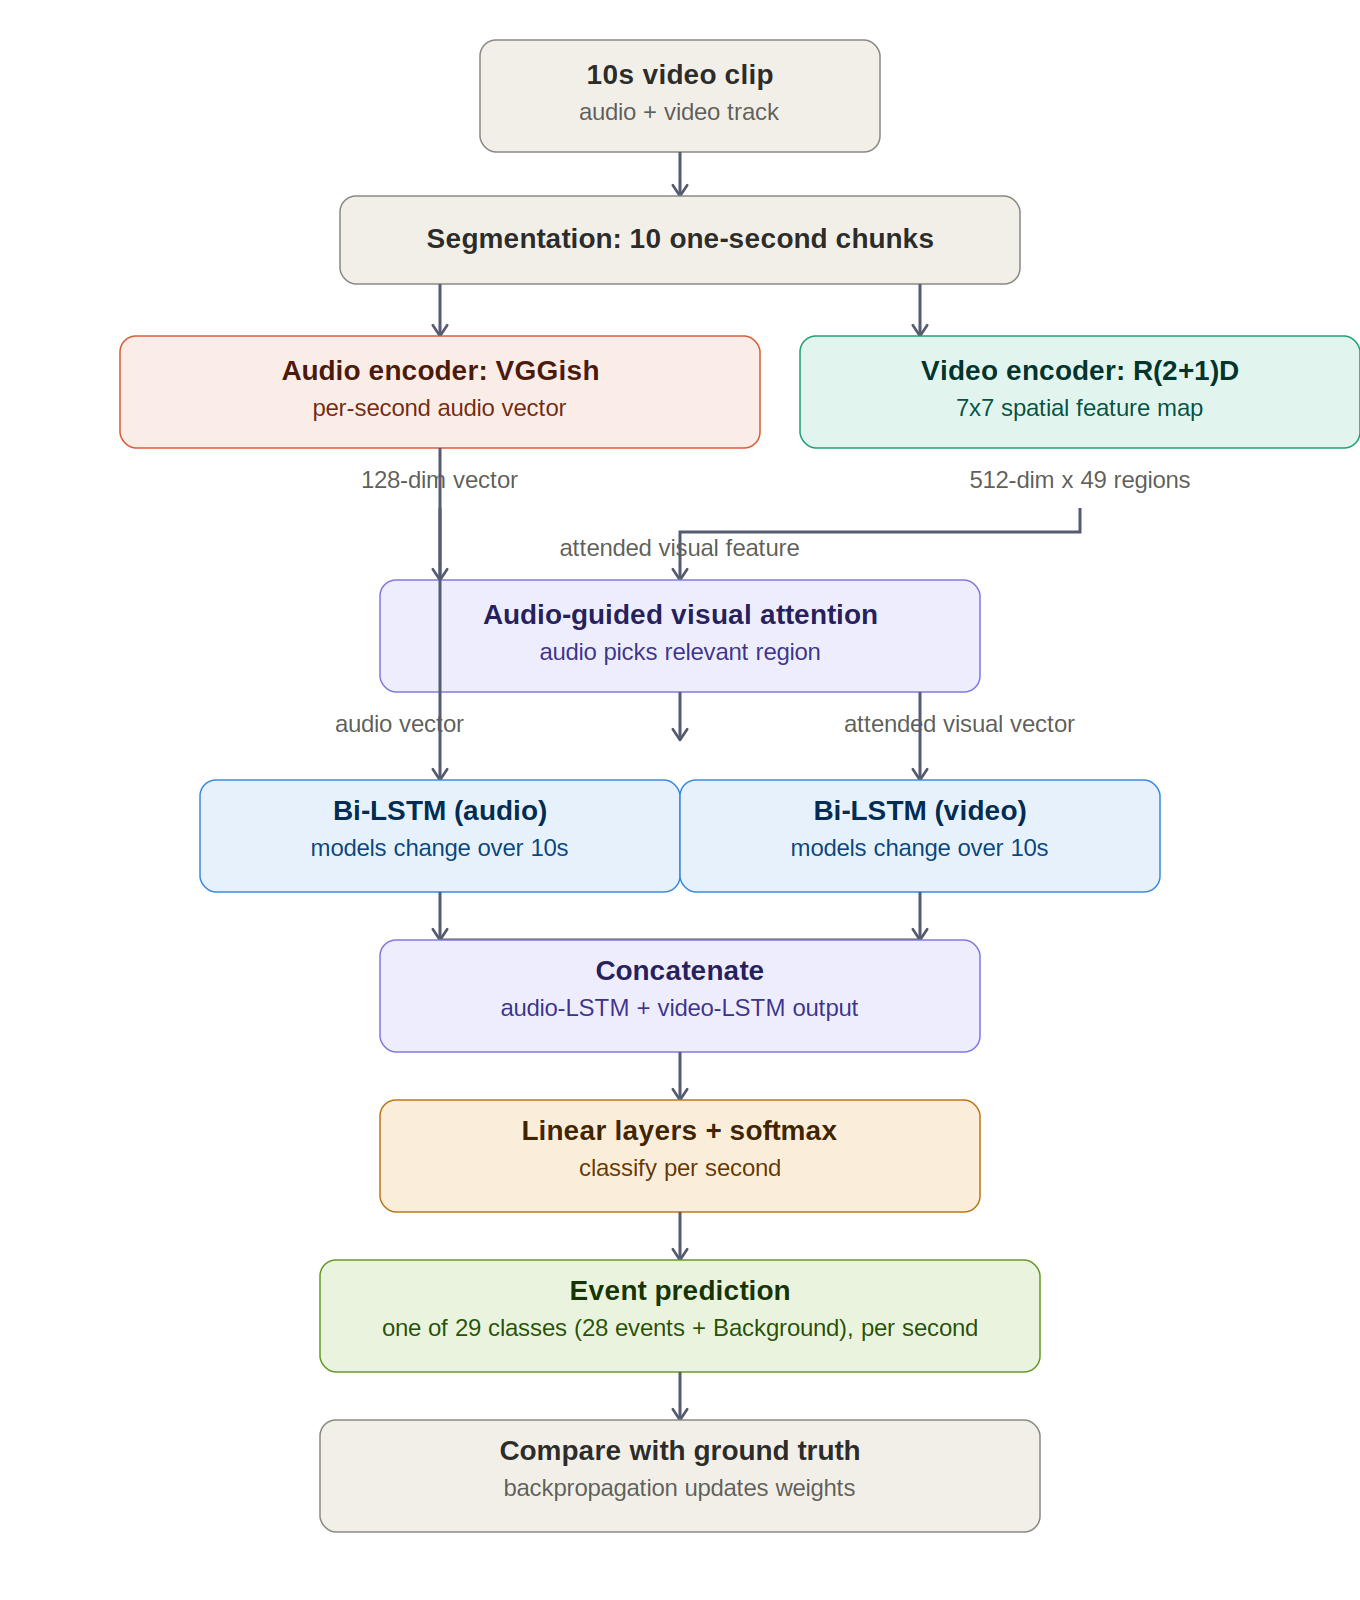 10s video clip
audio + video track
Segmentation: 10 one-second chunks
Audio encoder: VGGish
per-second audio vector
Video encoder: R(2+1)D
7x7 spatial feature map
128-dim vector
512-dim x 49 regions
attended visual feature
Audio-guided visual attention
audio picks relevant region
audio vector
attended visual vector
Bi-LSTM (audio)
models change over 10s
Bi-LSTM (video)
models change over 10s
Concatenate
audio-LSTM + video-LSTM output
Linear layers + softmax
classify per second
Event prediction
one of 29 classes (28 events + Background), per second
Compare with ground truth
backpropagation updates weights